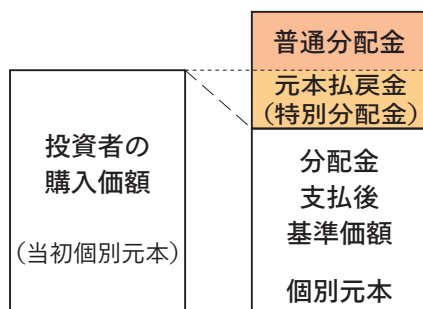 投資者の
購入価額
(当初個別元本)
普通分配金
元本払戻金
(特別分配金)
分配金
支払後
基準価額
個別元本